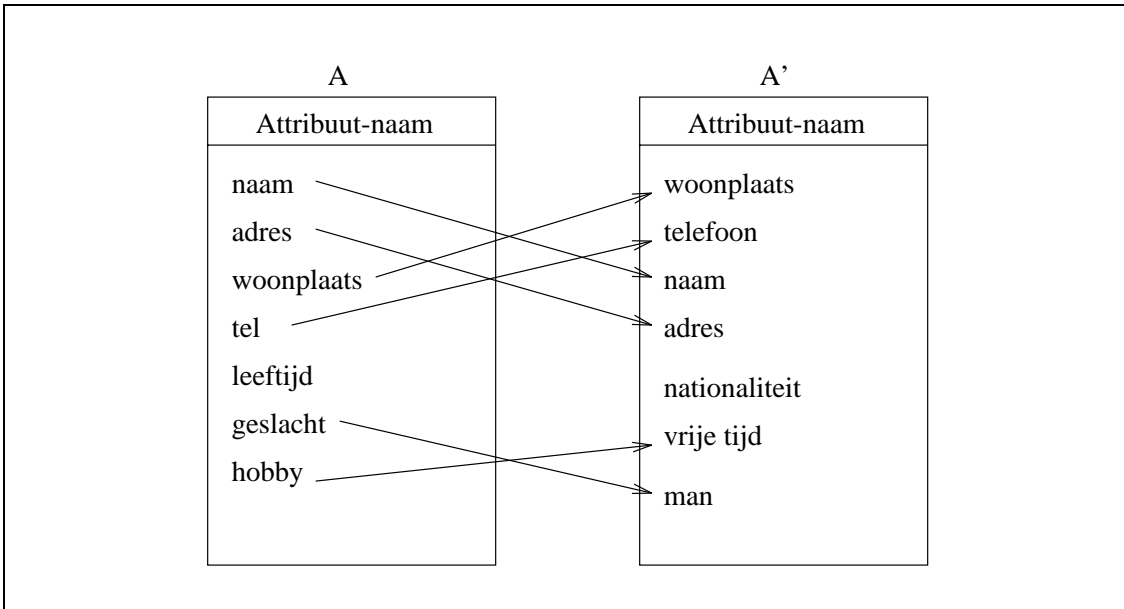 A
Attribuut-naam
naam
adres
woonplaats
tel
leeftijd
geslacht
hobby
A’
Attribuut-naam
woonplaats
telefoon
naam
adres
nationaliteit
vrije tijd
man